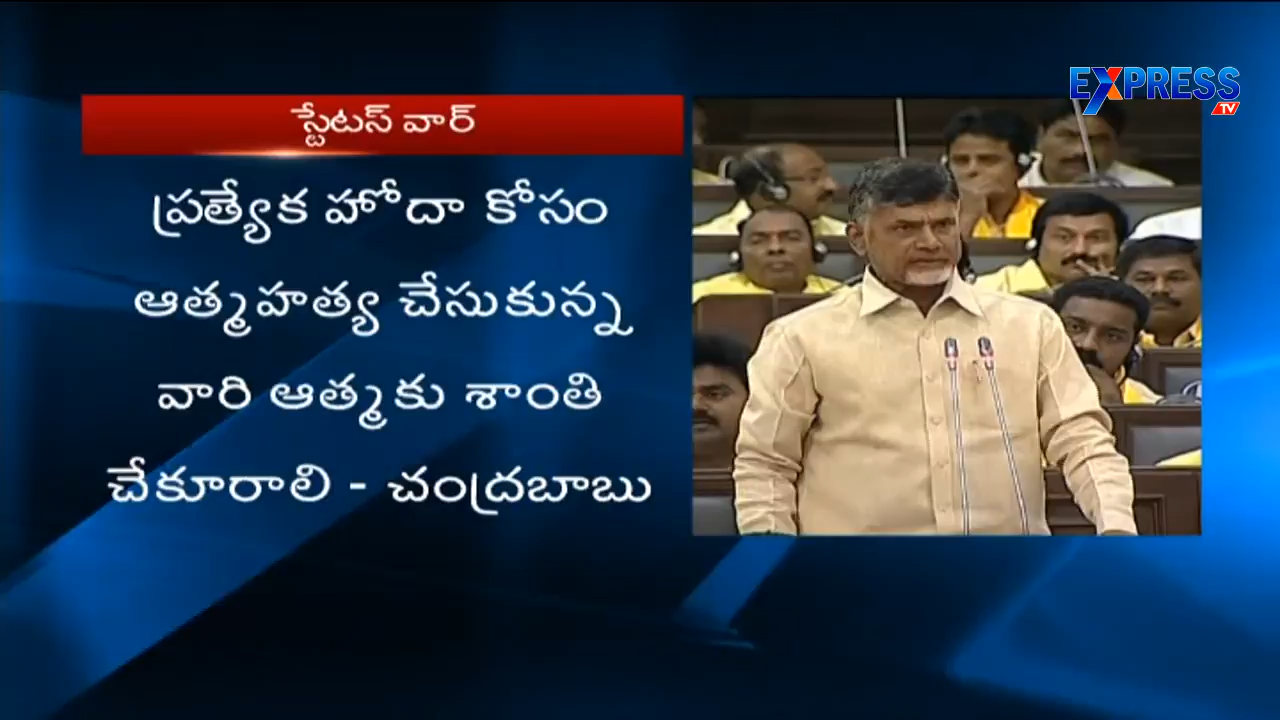 EXPRESS
TV
స్టేటస్ వార్
ప్రత్యేక హోదా కోసం
ఆత్మహత్య చేసుకున్న
వారి ఆత్మకు శాంతి
చేకూరాలి - చంద్రబాబు